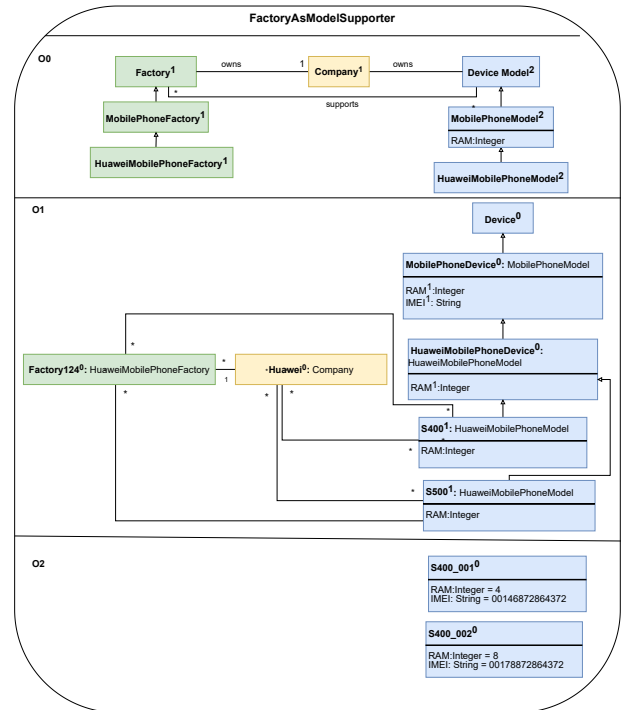 FactoryAsModelSupporter
O0
Factory1
owns
1
Company1
owns
Device Model2
*
supports
*
MobilePhoneFactory1
MobilePhoneModel2
RAM:Integer
HuaweiMobilePhoneFactory1
HuaweiMobilePhoneModel2
O1
Device0
MobilePhoneDevice0: MobilePhoneModel
RAM1:Integer
IMEI1: String
HuaweiMobilePhoneDevice0:
HuaweiMobilePhoneModel
RAM1:Integer
*
Factory1240: HuaweiMobilePhoneFactory
*
1
Huawei0: Company
*
*
*
*
S4001: HuaweiMobilePhoneModel
*
*
RAM:Integer
*
S5001: HuaweiMobilePhoneModel
RAM:Integer
O2
S400_0010
RAM:Integer = 4
IMEI: String = 00146872864372
S400_0020
RAM:Integer = 8
IMEI: String = 00178872864372